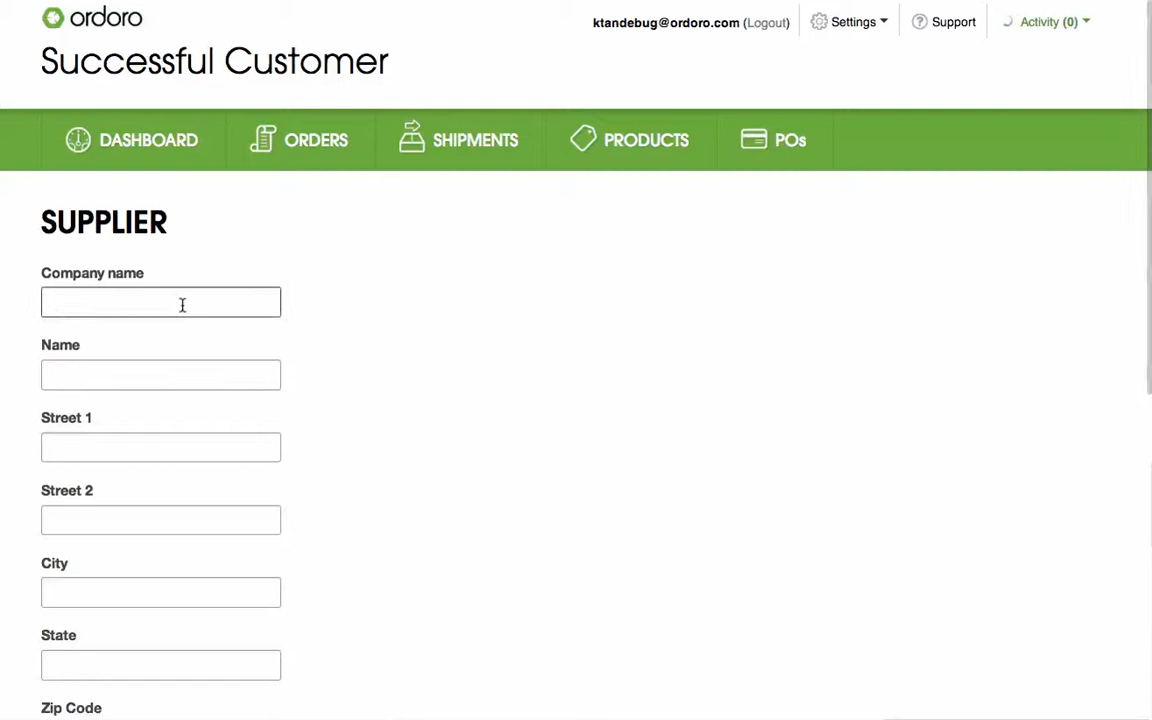 ordoro
ktandebug@ordoro.com (Logout) Settings Support Activity (0)
Successful Customer
DASHBOARD ORDERS SHIPMENTS PRODUCTS POs
SUPPLIER
Company name
Name
Street 1
Street 2
City
State
Zip Code